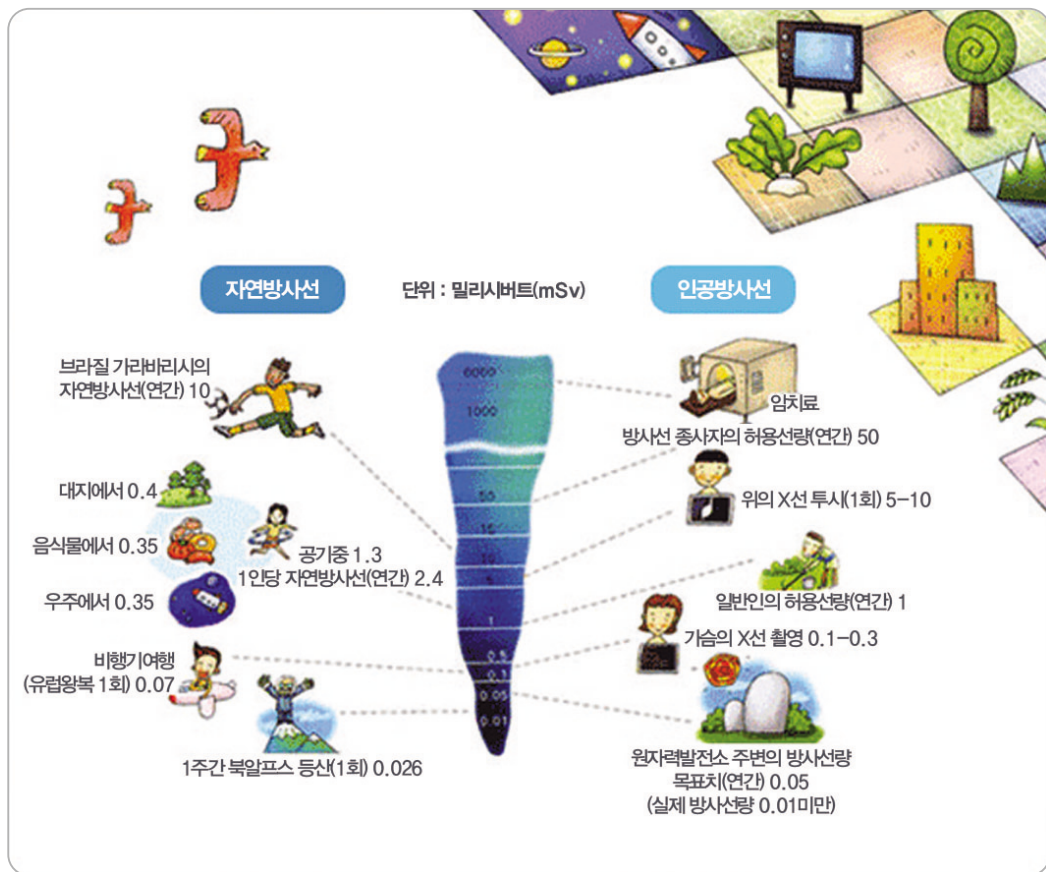 자연방사선
단위 : 밀리시버트(mSv)
인공방사선
브라질 가라바리시의
자연방사선(연간) 10
대지에서 0.4
음식물에서 0.35
공기중 1.3
1인당 자연방사선(연간) 2.4
우주에서 0.35
비행기여행
(유럽왕복 1회) 0.07
1주간 북알프스 등산(1회) 0.026
6000
1000
50
15
10
5
1
0.5
0.1
0.05
0.01
암치료
방사선 종사자의 허용선량(연간) 50
위의 X선 투시(1회) 5-10
일반인의 허용선량(연간) 1
가슴의 X선 촬영 0.1-0.3
원자력발전소 주변의 방사선량
목표치(연간) 0.05
(실제 방사선량 0.01미만)